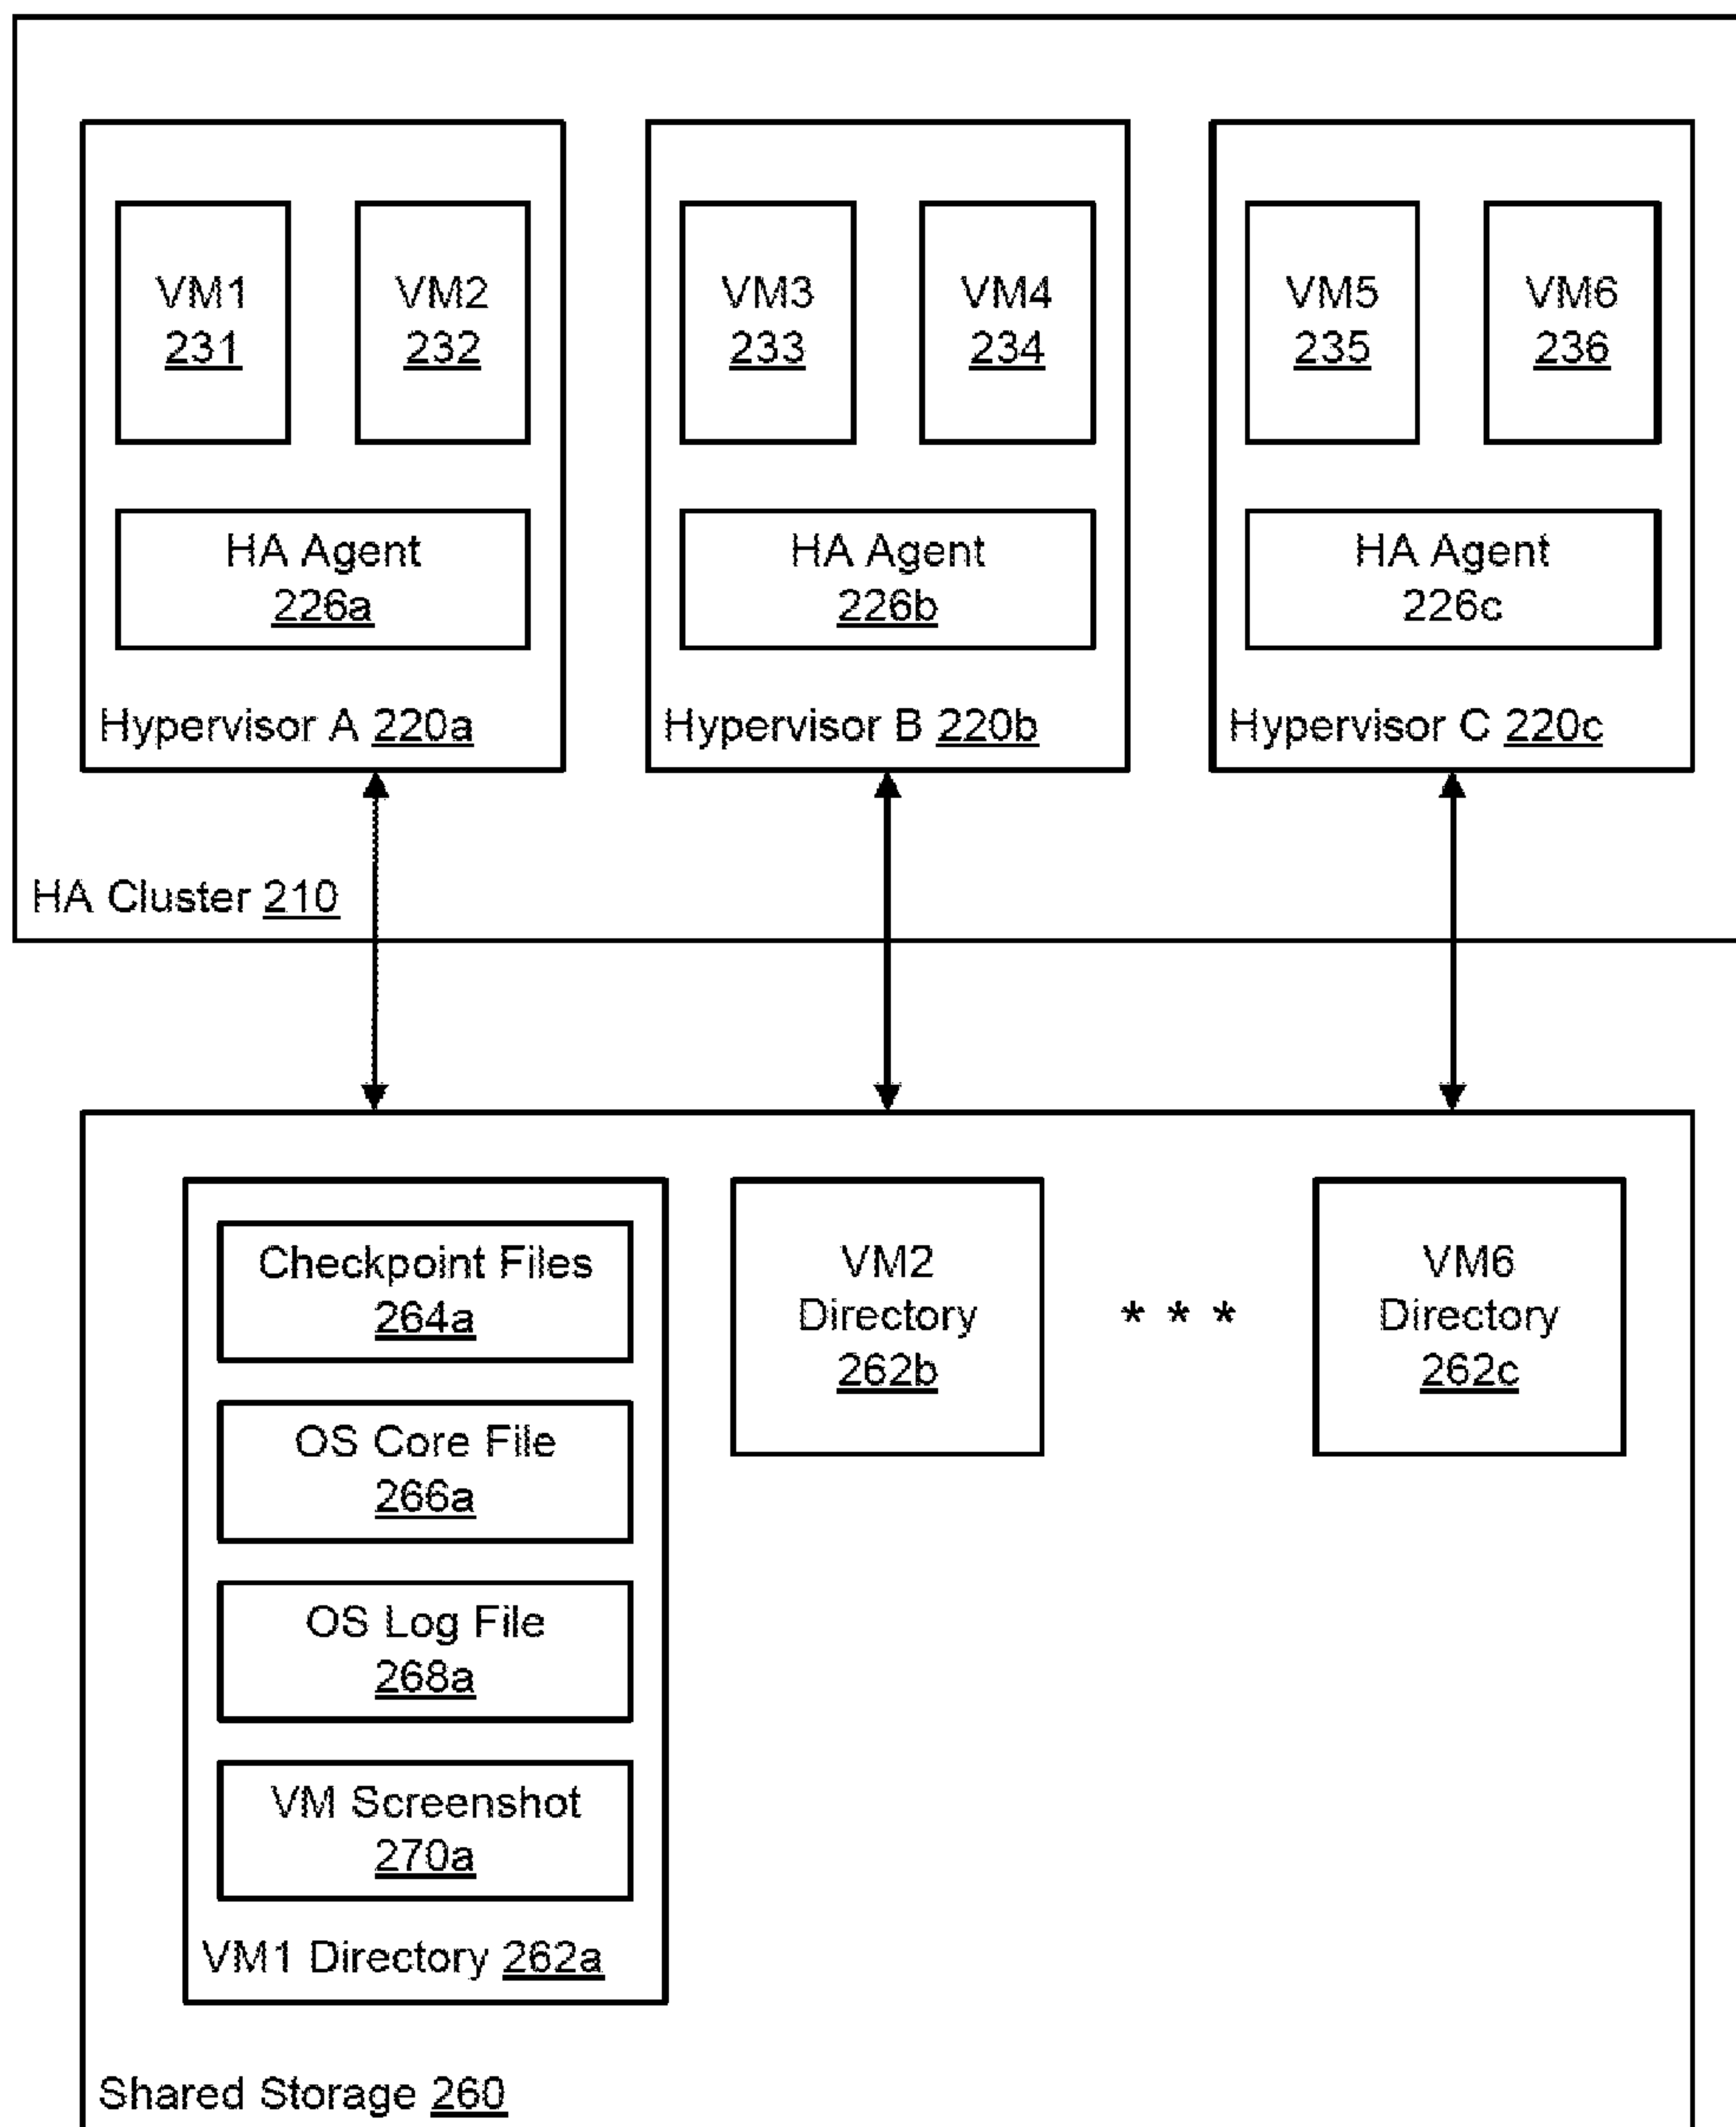 VM1
231
VM2
232
HA Agent
226a
Hypervisor A 220a
VM3
233
VM4
234
HA Agent
226b
Hypervisor B 220b
VM5
235
VM6
236
HA Agent
226c
Hypervisor C 220c
HA Cluster 210
Checkpoint Files
264a
OS Core File
266a
OS Log File
268a
VM Screenshot
270a
VM1 Directory 262a
VM2
Directory
262b
* * *
VM6
Directory
262c
Shared Storage 260